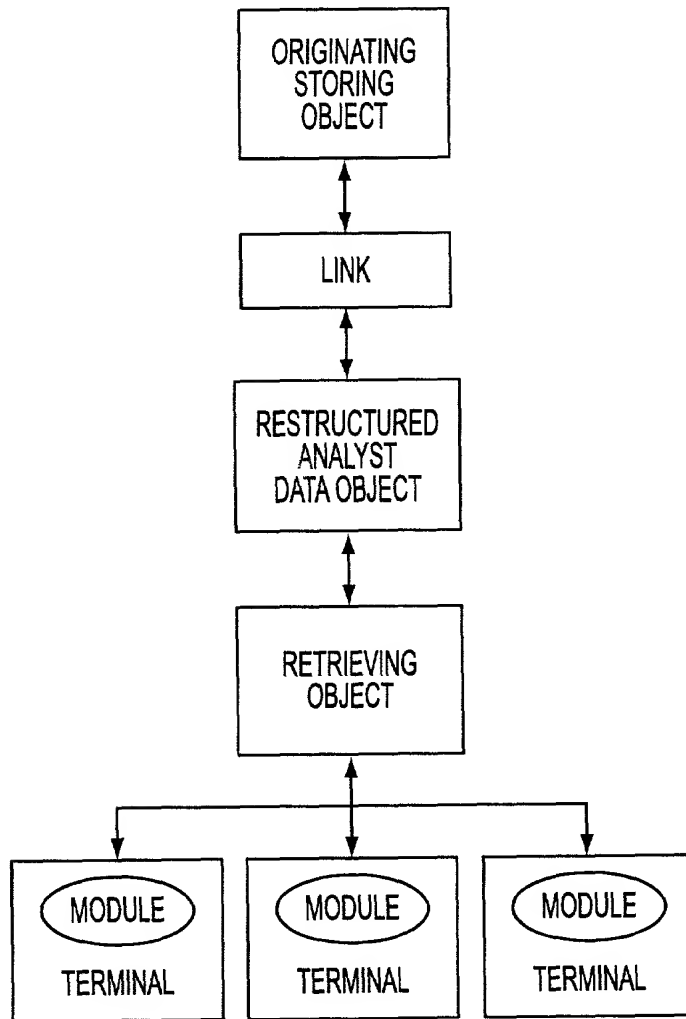 ORIGINATING
STORING
OBJECT
LINK
RESTRUCTURED
ANALYST
DATA OBJECT
RETRIEVING
OBJECT
MODULE
TERMINAL
MODULE
TERMINAL
MODULE
TERMINAL